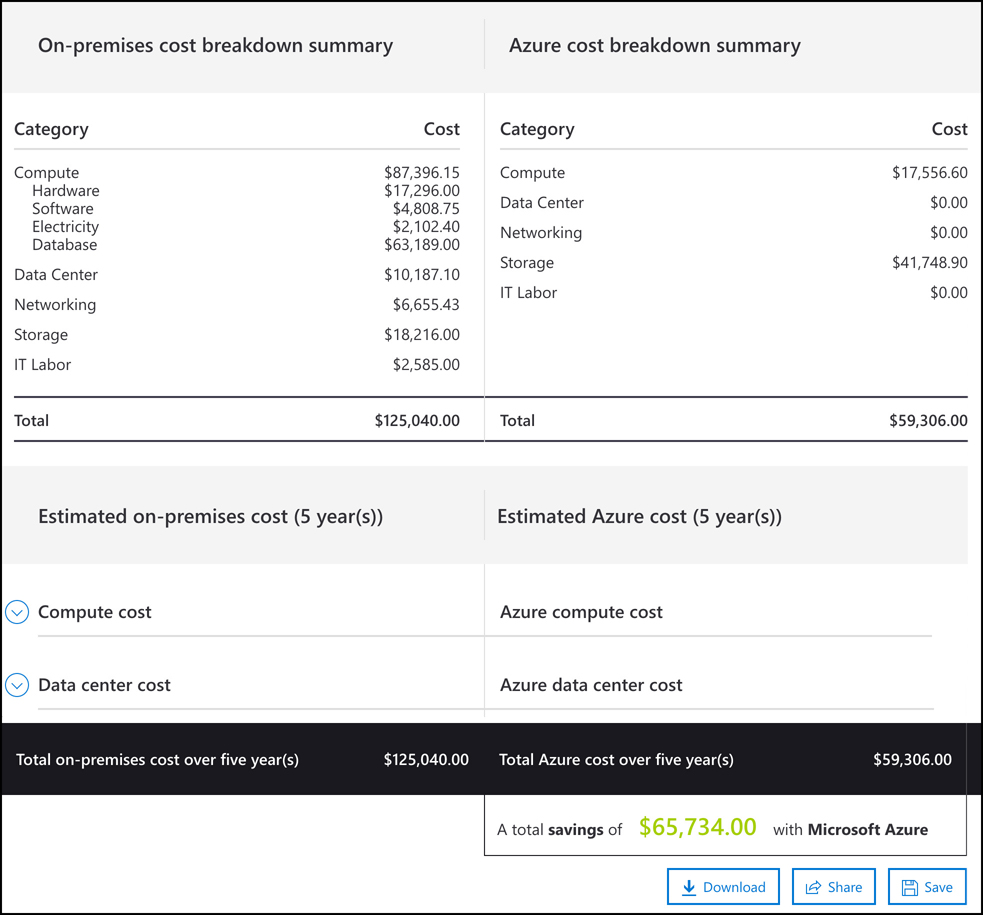 On-premises cost breakdown summary
Azure cost breakdown summary
Category Cost
Compute $87,396.15
Hardware $17,296.00
Software $4,808.75
Electricity $2,102.40
Database $63,189.00
Data Center $10,187.10
Networking $6,655.43
Storage $18,216.00
IT Labor $2,585.00
Total $125,040.00
Category Cost
Compute $17,556.60
Data Center $0.00
Networking $0.00
Storage $41,748.90
IT Labor $0.00
Total $59,306.00
Estimated on-premises cost (5 year(s))
Estimated Azure cost (5 year(s))
Compute cost
Azure compute cost
Data center cost
Azure data center cost
Total on-premises cost over five year(s) $125,040.00
Total Azure cost over five year(s) $59,306.00
A total savings of $65,734.00 with Microsoft Azure
Download
Share
Save